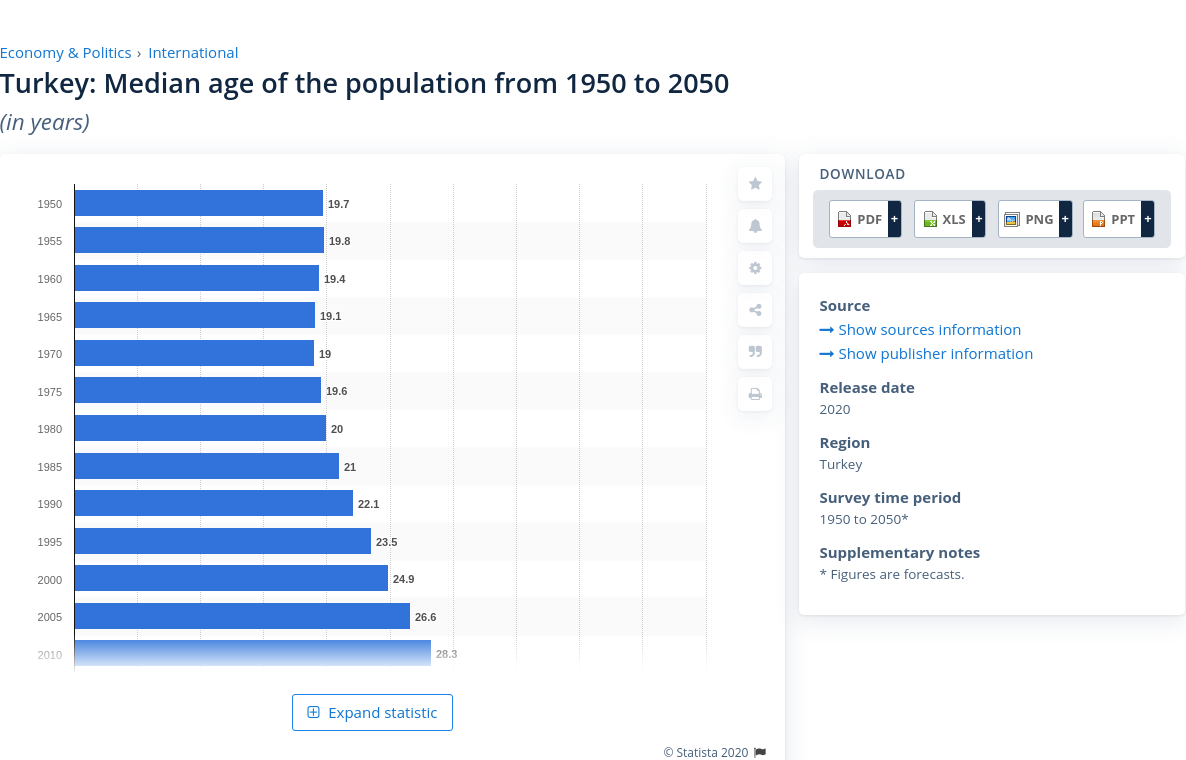 Economy & Politics › International
Turkey: Median age of the population from 1950 to 2050
(in years)
1950 19.7
1955 19.8
1960 19.4
1965 19.1
1970 19
1975 19.6
1980 20
1985 21
1990 22.1
1995 23.5
2000 24.9
2005 26.6
2010 28.3
Expand statistic
© Statista 2020
DOWNLOAD
PDF + XLS + PNG + PPT +
Source
Show sources information
Show publisher information
Release date
2020
Region
Turkey
Survey time period
1950 to 2050*
Supplementary notes
* Figures are forecasts.